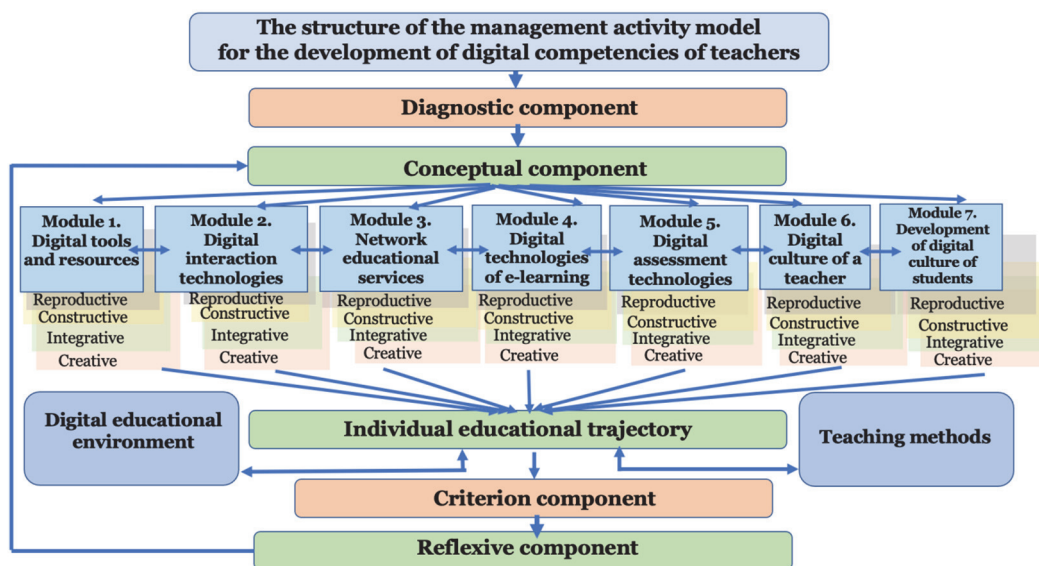 The structure of the management activity model
for the development of digital competencies of teachers
Diagnostic component
Conceptual component
Module 1.
Digital tools
and resources
Module 2.
Digital
interaction
technologies
Module 3.
Network
educational
services
Module 4.
Digital
technologies
of e-learning
Module 5.
Digital
assessment
technologies
Module 6.
Digital
culture of a
teacher
Module 7.
Development
of digital
culture of
students
Reproductive
Constructive
Integrative
Creative
Reproductive
Constructive
Integrative
Creative
Reproductive
Constructive
Integrative
Creative
Reproductive
Constructive
Integrative
Creative
Reproductive
Constructive
Integrative
Creative
Reproductive
Constructive
Integrative
Creative
Reproductive
Constructive
Integrative
Creative
Digital educational
environment
Individual educational trajectory
Teaching methods
Criterion component
Reflexive component